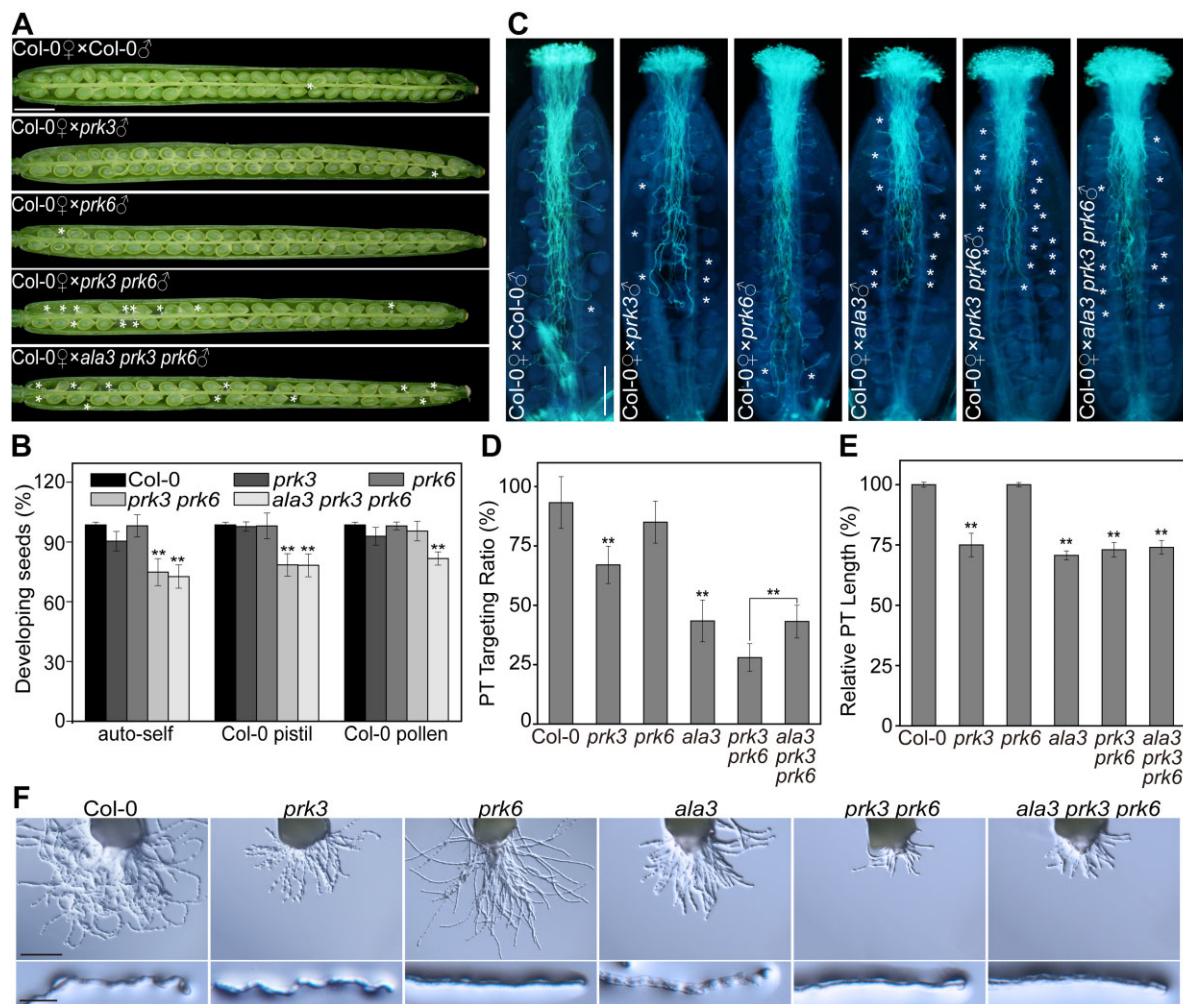 A
Col-0♀×Col-0♂
Col-0♀×prk3♂
Col-0♀×prk6♂
Col-0♀×prk3 prk6♂
Col-0♀×ala3 prk3 prk6♂
B
Developing seeds (%)
120
90
60
30
0
Col-0
prk3
prk6
prk3 prk6
ala3 prk3 prk6
** **
** **
**
auto-self
Col-0 pistil
Col-0 pollen
C
Col-0♀×Col-0♂
Col-0♀×prk3♂
Col-0♀×prk6♂
Col-0♀×ala3♂
Col-0♀×prk3 prk6♂
Col-0♀×ala3 prk3 prk6♂
D
PT Targeting Ratio (%)
100
75
50
25
0
**
**
**
Col-0
prk3
prk6
ala3
prk3
prk6
ala3
prk3
prk6
E
Relative PT Length (%)
100
75
50
25
0
**
**
**
**
Col-0
prk3
prk6
ala3
prk3
prk6
ala3
prk3
prk6
F
Col-0
prk3
prk6
ala3
prk3 prk6
ala3 prk3 prk6